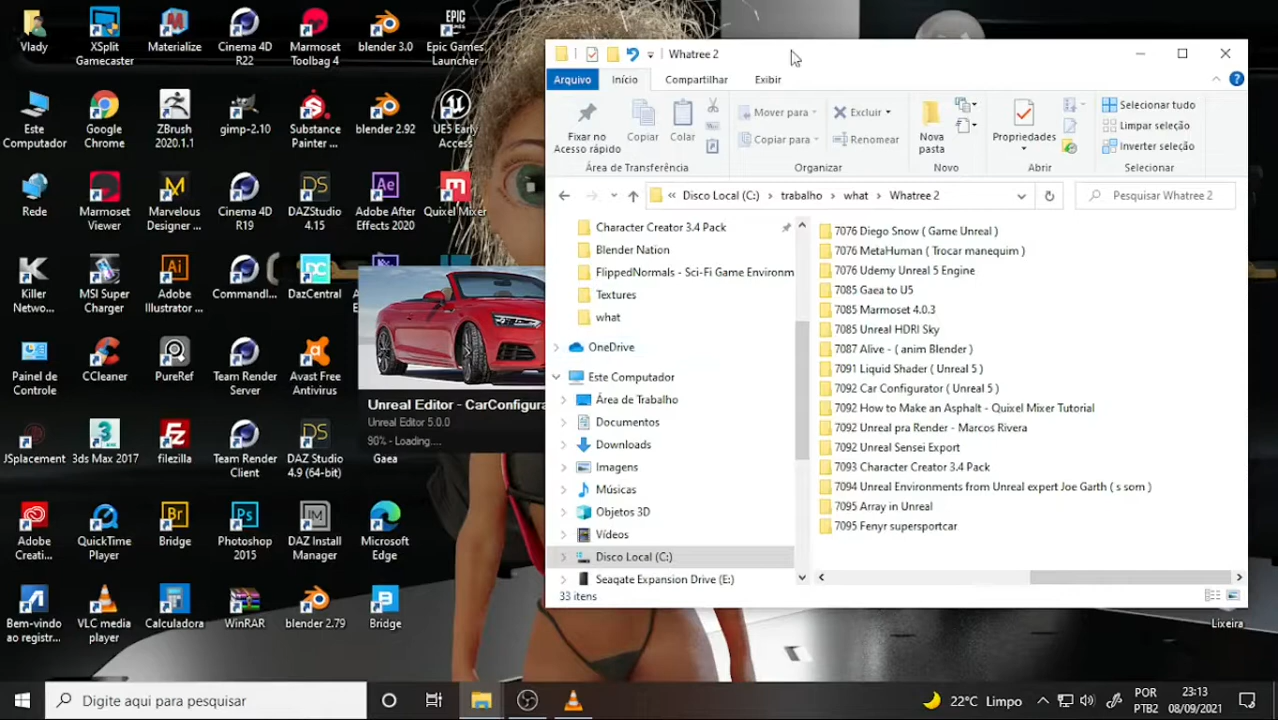 Vlady
XSplit Gamecaster
Materialize
Cinema 4D R22
Marmoset Toolbag 4
blender 3.0
Epic Games Launcher
Este Computador
Google Chrome
ZBrush 2020.1.1
gimp-2.10
Substance Painter ...
blender 2.92
UE5 Early Access
Rede
Marmoset Viewer
Marvelous Designer ...
Cinema 4D R19
DAZStudio 4.15
Adobe After Effects 2020
Quixel Mixer
Killer Netwo...
MSI Super Charger
Adobe Illustrator ...
Commandl...
DazCentral
Painel de Controle
CCleaner
PureRef
Team Render Server
Avast Free Antivirus
JSplacement
3ds Max 2017
filezilla
Team Render Client
DAZ Studio 4.9 (64-bit)
Gaea
Adobe Creati...
QuickTime Player
Bridge
Photoshop 2015
DAZ Install Manager
Microsoft Edge
Bem-vindo ao registr...
VLC media player
Calculadora
WinRAR
blender 2.79
Bridge
Lixeira
Unreal Editor - CarConfigura
Unreal Editor 5.0.0
90% - Loading....
Whatree 2
Arquivo Início Compartilhar Exibir
Fixar no Acesso rápido
Copiar
Colar
Área de Transferência
Mover para
Copiar para
Excluir
Renomear
Organizar
Nova pasta
Novo
Propriedades
Abrir
Selecionar tudo
Limpar seleção
Inverter seleção
Selecionar
« Disco Local (C:) > trabalho > what > Whatree 2
Pesquisar Whatree 2
Character Creator 3.4 Pack
Blender Nation
FlippedNormals - Sci-Fi Game Environm
Textures
what
OneDrive
Este Computador
Área de Trabalho
Documentos
Downloads
Imagens
Músicas
Objetos 3D
Vídeos
Disco Local (C:)
Seagate Expansion Drive (E:)
7076 Diego Snow ( Game Unreal )
7076 MetaHuman ( Trocar manequim )
7076 Udemy Unreal 5 Engine
7085 Gaea to U5
7085 Marmoset 4.0.3
7085 Unreal HDRI Sky
7087 Alive - ( anim Blender )
7091 Liquid Shader ( Unreal 5 )
7092 Car Configurator ( Unreal 5 )
7092 How to Make an Asphalt - Quixel Mixer Tutorial
7092 Unreal pra Render - Marcos Rivera
7092 Unreal Sensei Export
7093 Character Creator 3.4 Pack
7094 Unreal Environments from Unreal expert Joe Garth ( s som )
7095 Array in Unreal
7095 Fenyr supersportcar
33 itens
Digite aqui para pesquisar
22°C Limpo
POR
PTB2
23:13
08/09/2021